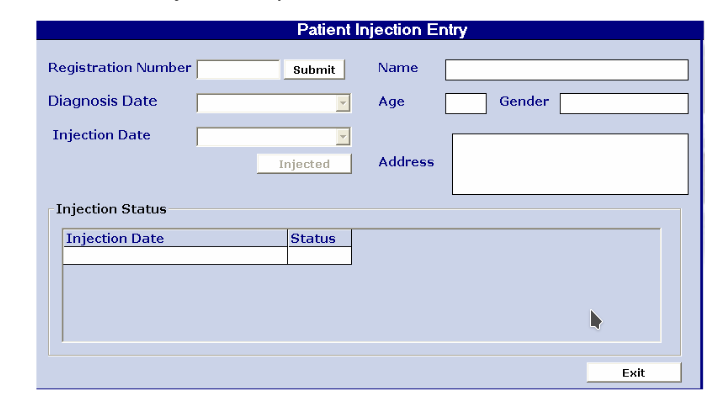 Patient Injection Entry
Registration Number Submit Name
Diagnosis Date Age Gender
Injection Date
Injected Address
Injection Status
Injection Date Status
Exit